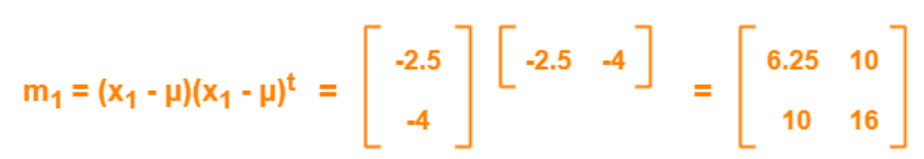 m₁ = (x₁ - μ)(x₁ - μ)ᵗ = [ -2.5 ; -4 ] [ -2.5 -4 ] = [ 6.25 10 ; 10 16 ]